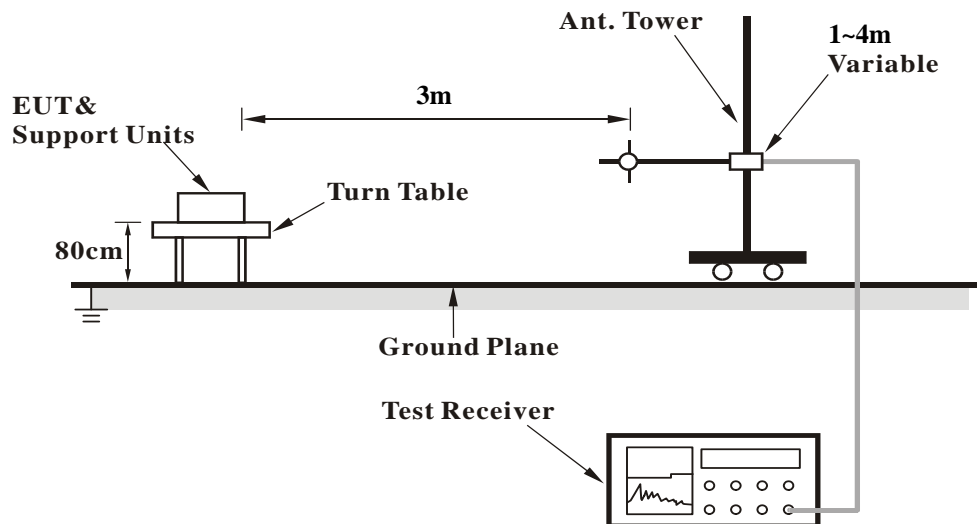 Ant. Tower
1~4m
Variable
3m
EUT&
Support Units
Turn Table
80cm
Ground Plane
Test Receiver